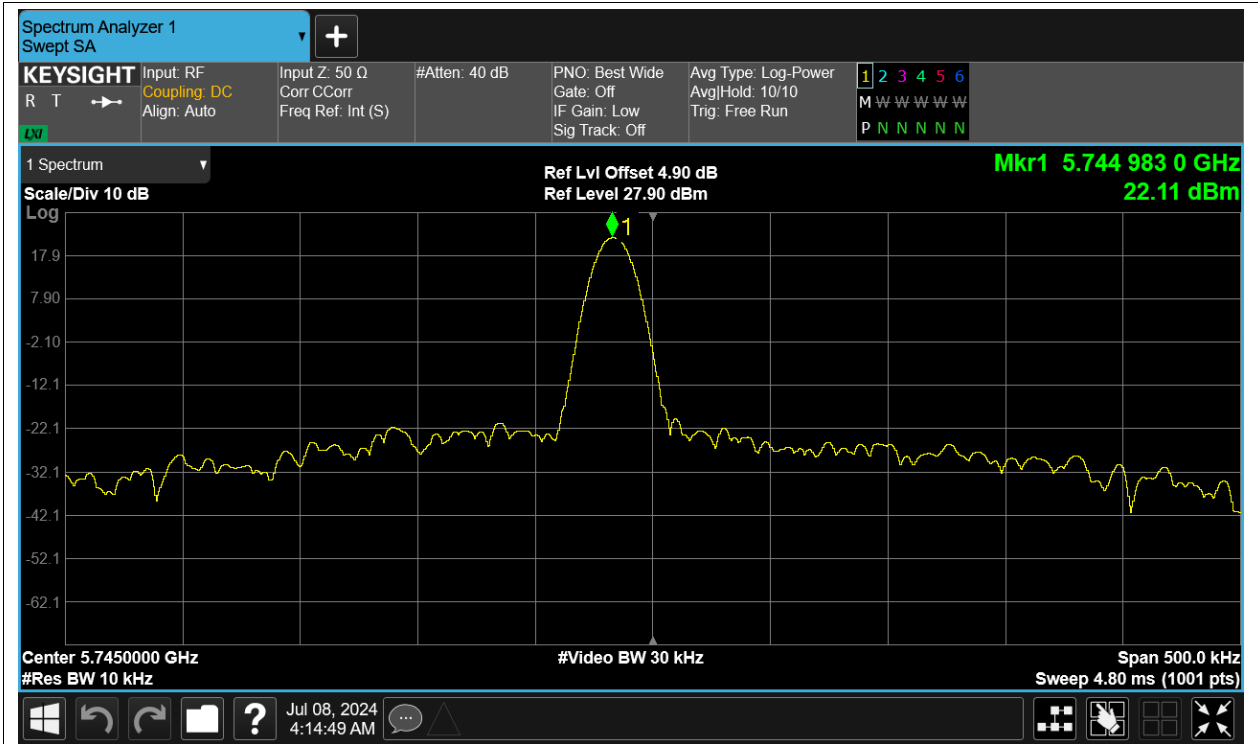 Spectrum Analyzer 1
Swept SA
KEYSIGHT
R T
LXI
Input: RF
Coupling: DC
Align: Auto
Input Z: 50 Ω
Corr CCorr
Freq Ref: Int (S)
#Atten: 40 dB
PNO: Best Wide
Gate: Off
IF Gain: Low
Sig Track: Off
Avg Type: Log-Power
Avg|Hold: 10/10
Trig: Free Run
1 2 3 4 5 6
M W W W W W
P N N N N N
1 Spectrum
Scale/Div 10 dB
Log
Ref Lvl Offset 4.90 dB
Ref Level 27.90 dBm
Mkr1 5.744 983 0 GHz
22.11 dBm
1
17.9
7.90
-2.10
-12.1
-22.1
-32.1
-42.1
-52.1
-62.1
Center 5.7450000 GHz
#Res BW 10 kHz
#Video BW 30 kHz
Span 500.0 kHz
Sweep 4.80 ms (1001 pts)
?
Jul 08, 2024
4:14:49 AM